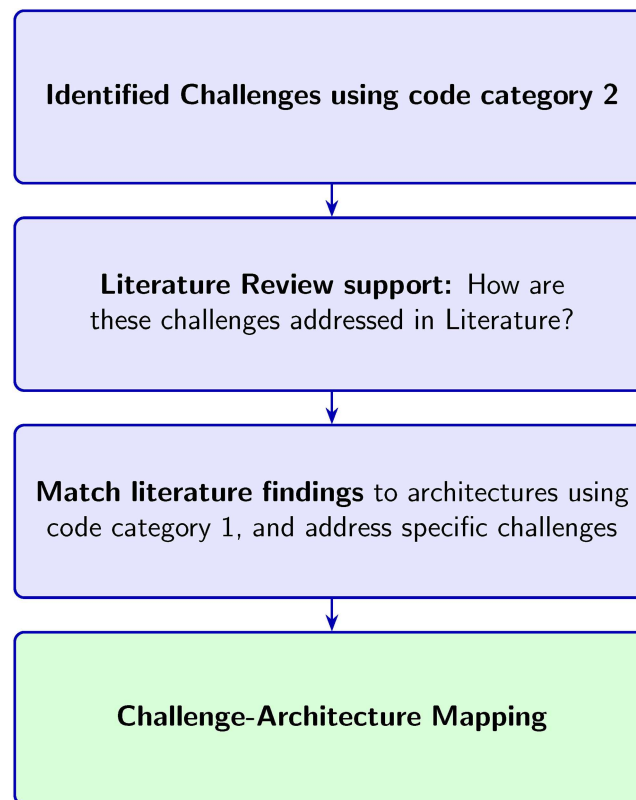 Identified Challenges using code category 2
Literature Review support: How are
these challenges addressed in Literature?
Match literature findings to architectures using
code category 1, and address specific challenges
Challenge-Architecture Mapping